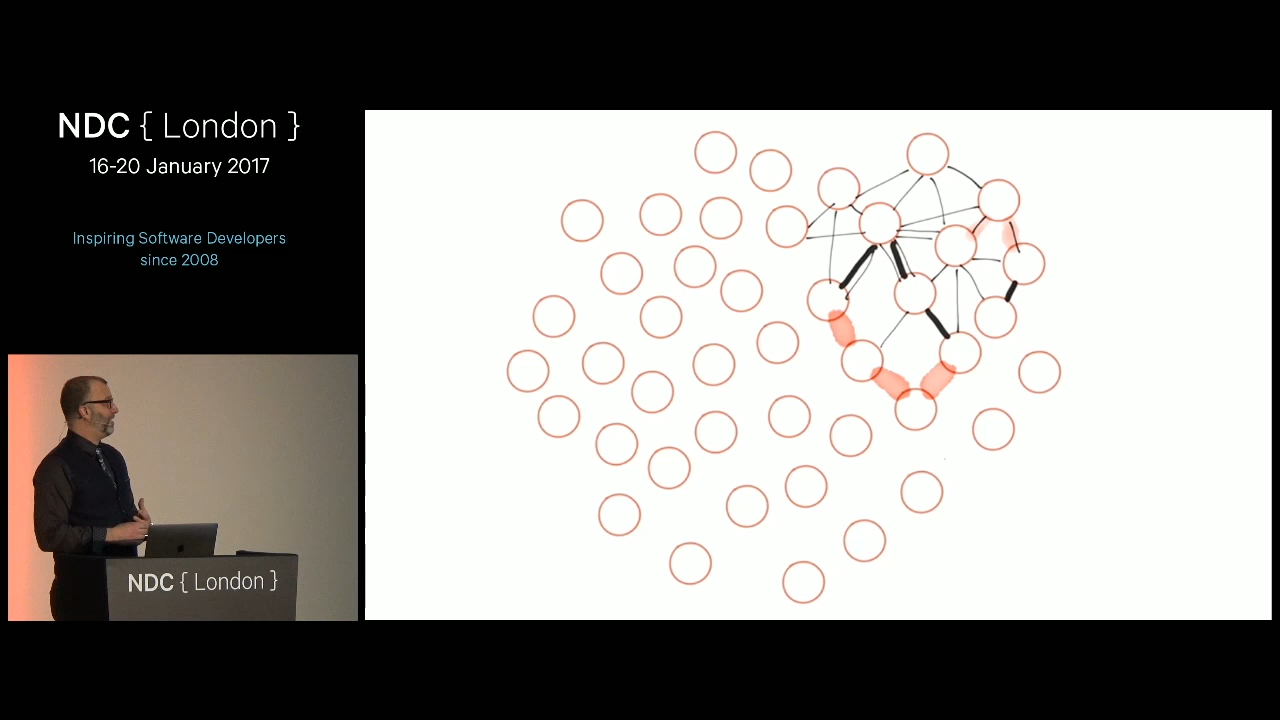 NDC { London }
16-20 January 2017
Inspiring Software Developers
since 2008
NDC { London }